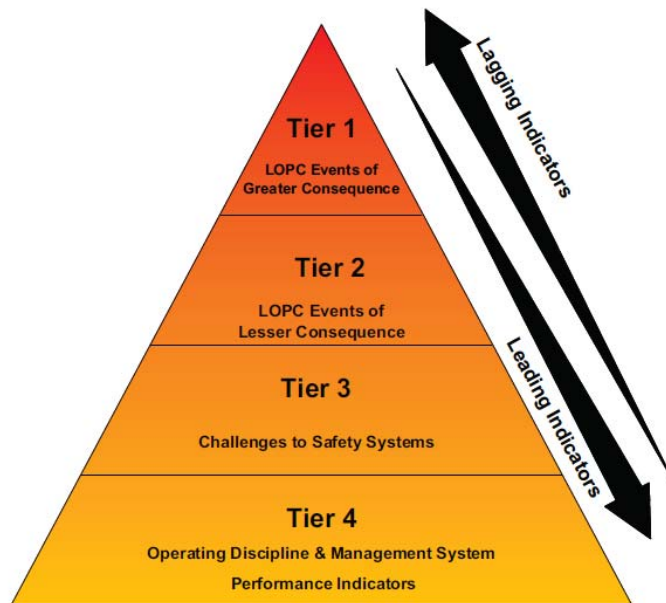 Tier 1
LOPC Events of
Greater Consequence
Tier 2
LOPC Events of
Lesser Consequence
Tier 3
Challenges to Safety Systems
Tier 4
Operating Discipline & Management System
Performance Indicators
Lagging Indicators
Leading Indicators